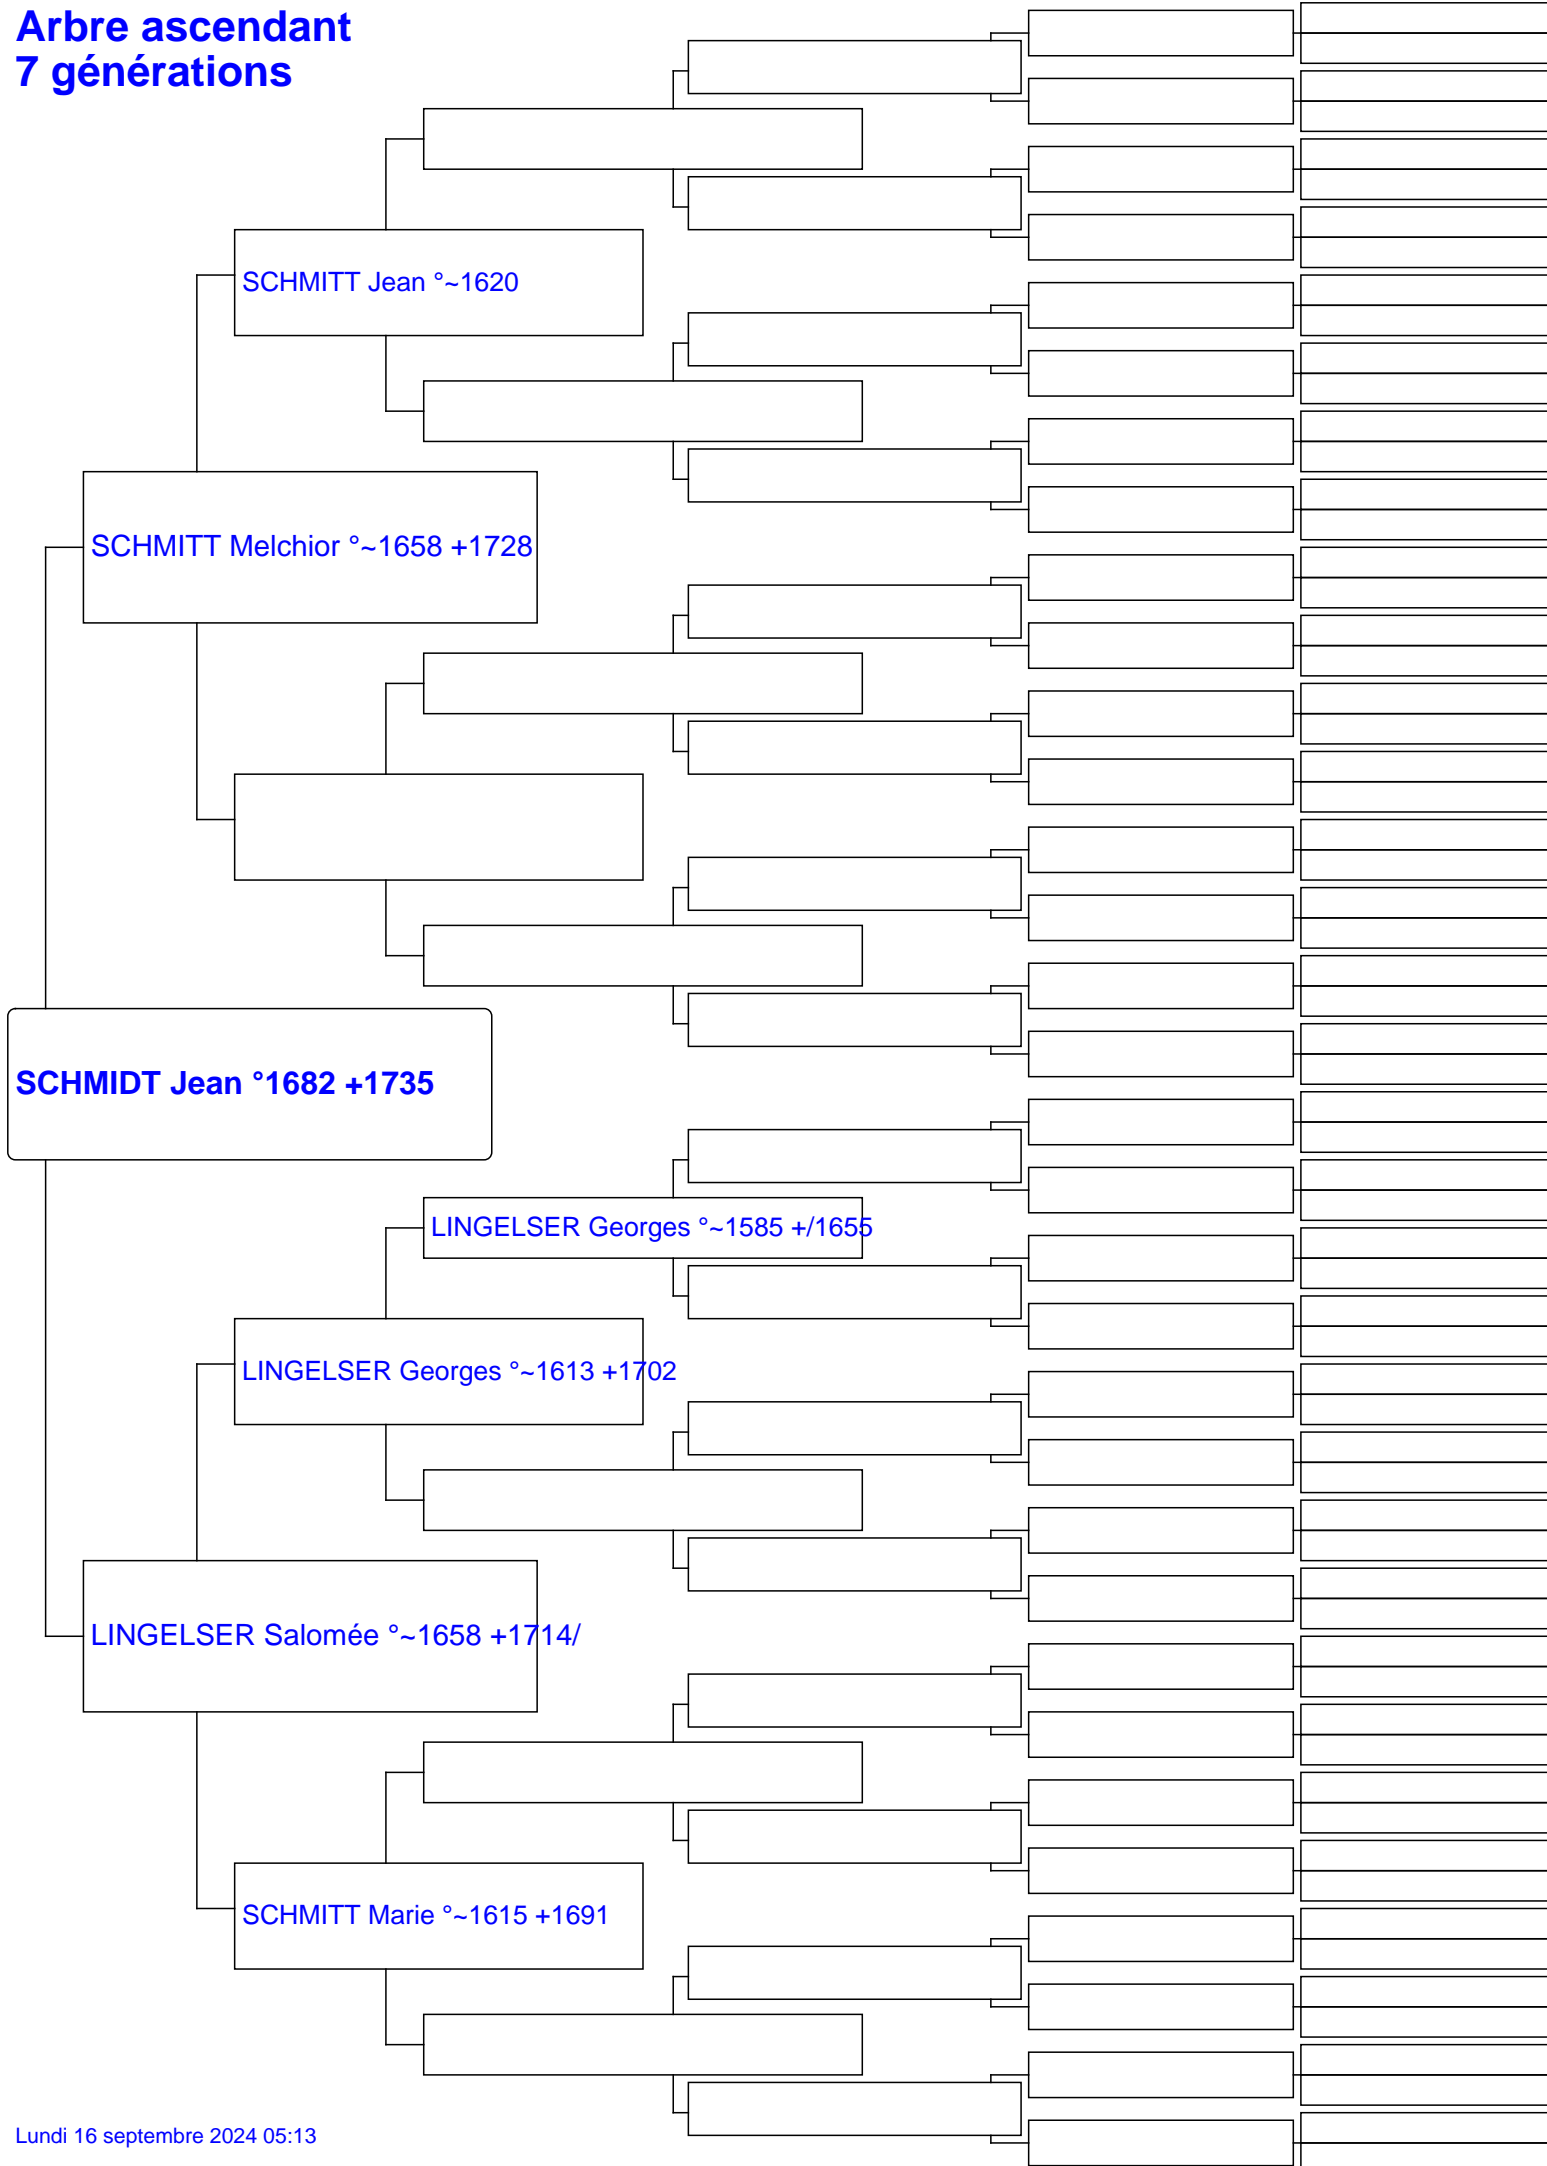 Arbre ascendant
7 générations
SCHMITT Jean °~1620
SCHMITT Melchior °~1658 +1728
SCHMIDT Jean °1682 +1735
LINGELSER Georges °~1585 +/1655
LINGELSER Georges °~1613 +1702
LINGELSER Salomée °~1658 +1714/
SCHMITT Marie °~1615 +1691
Lundi 16 septembre 2024 05:13